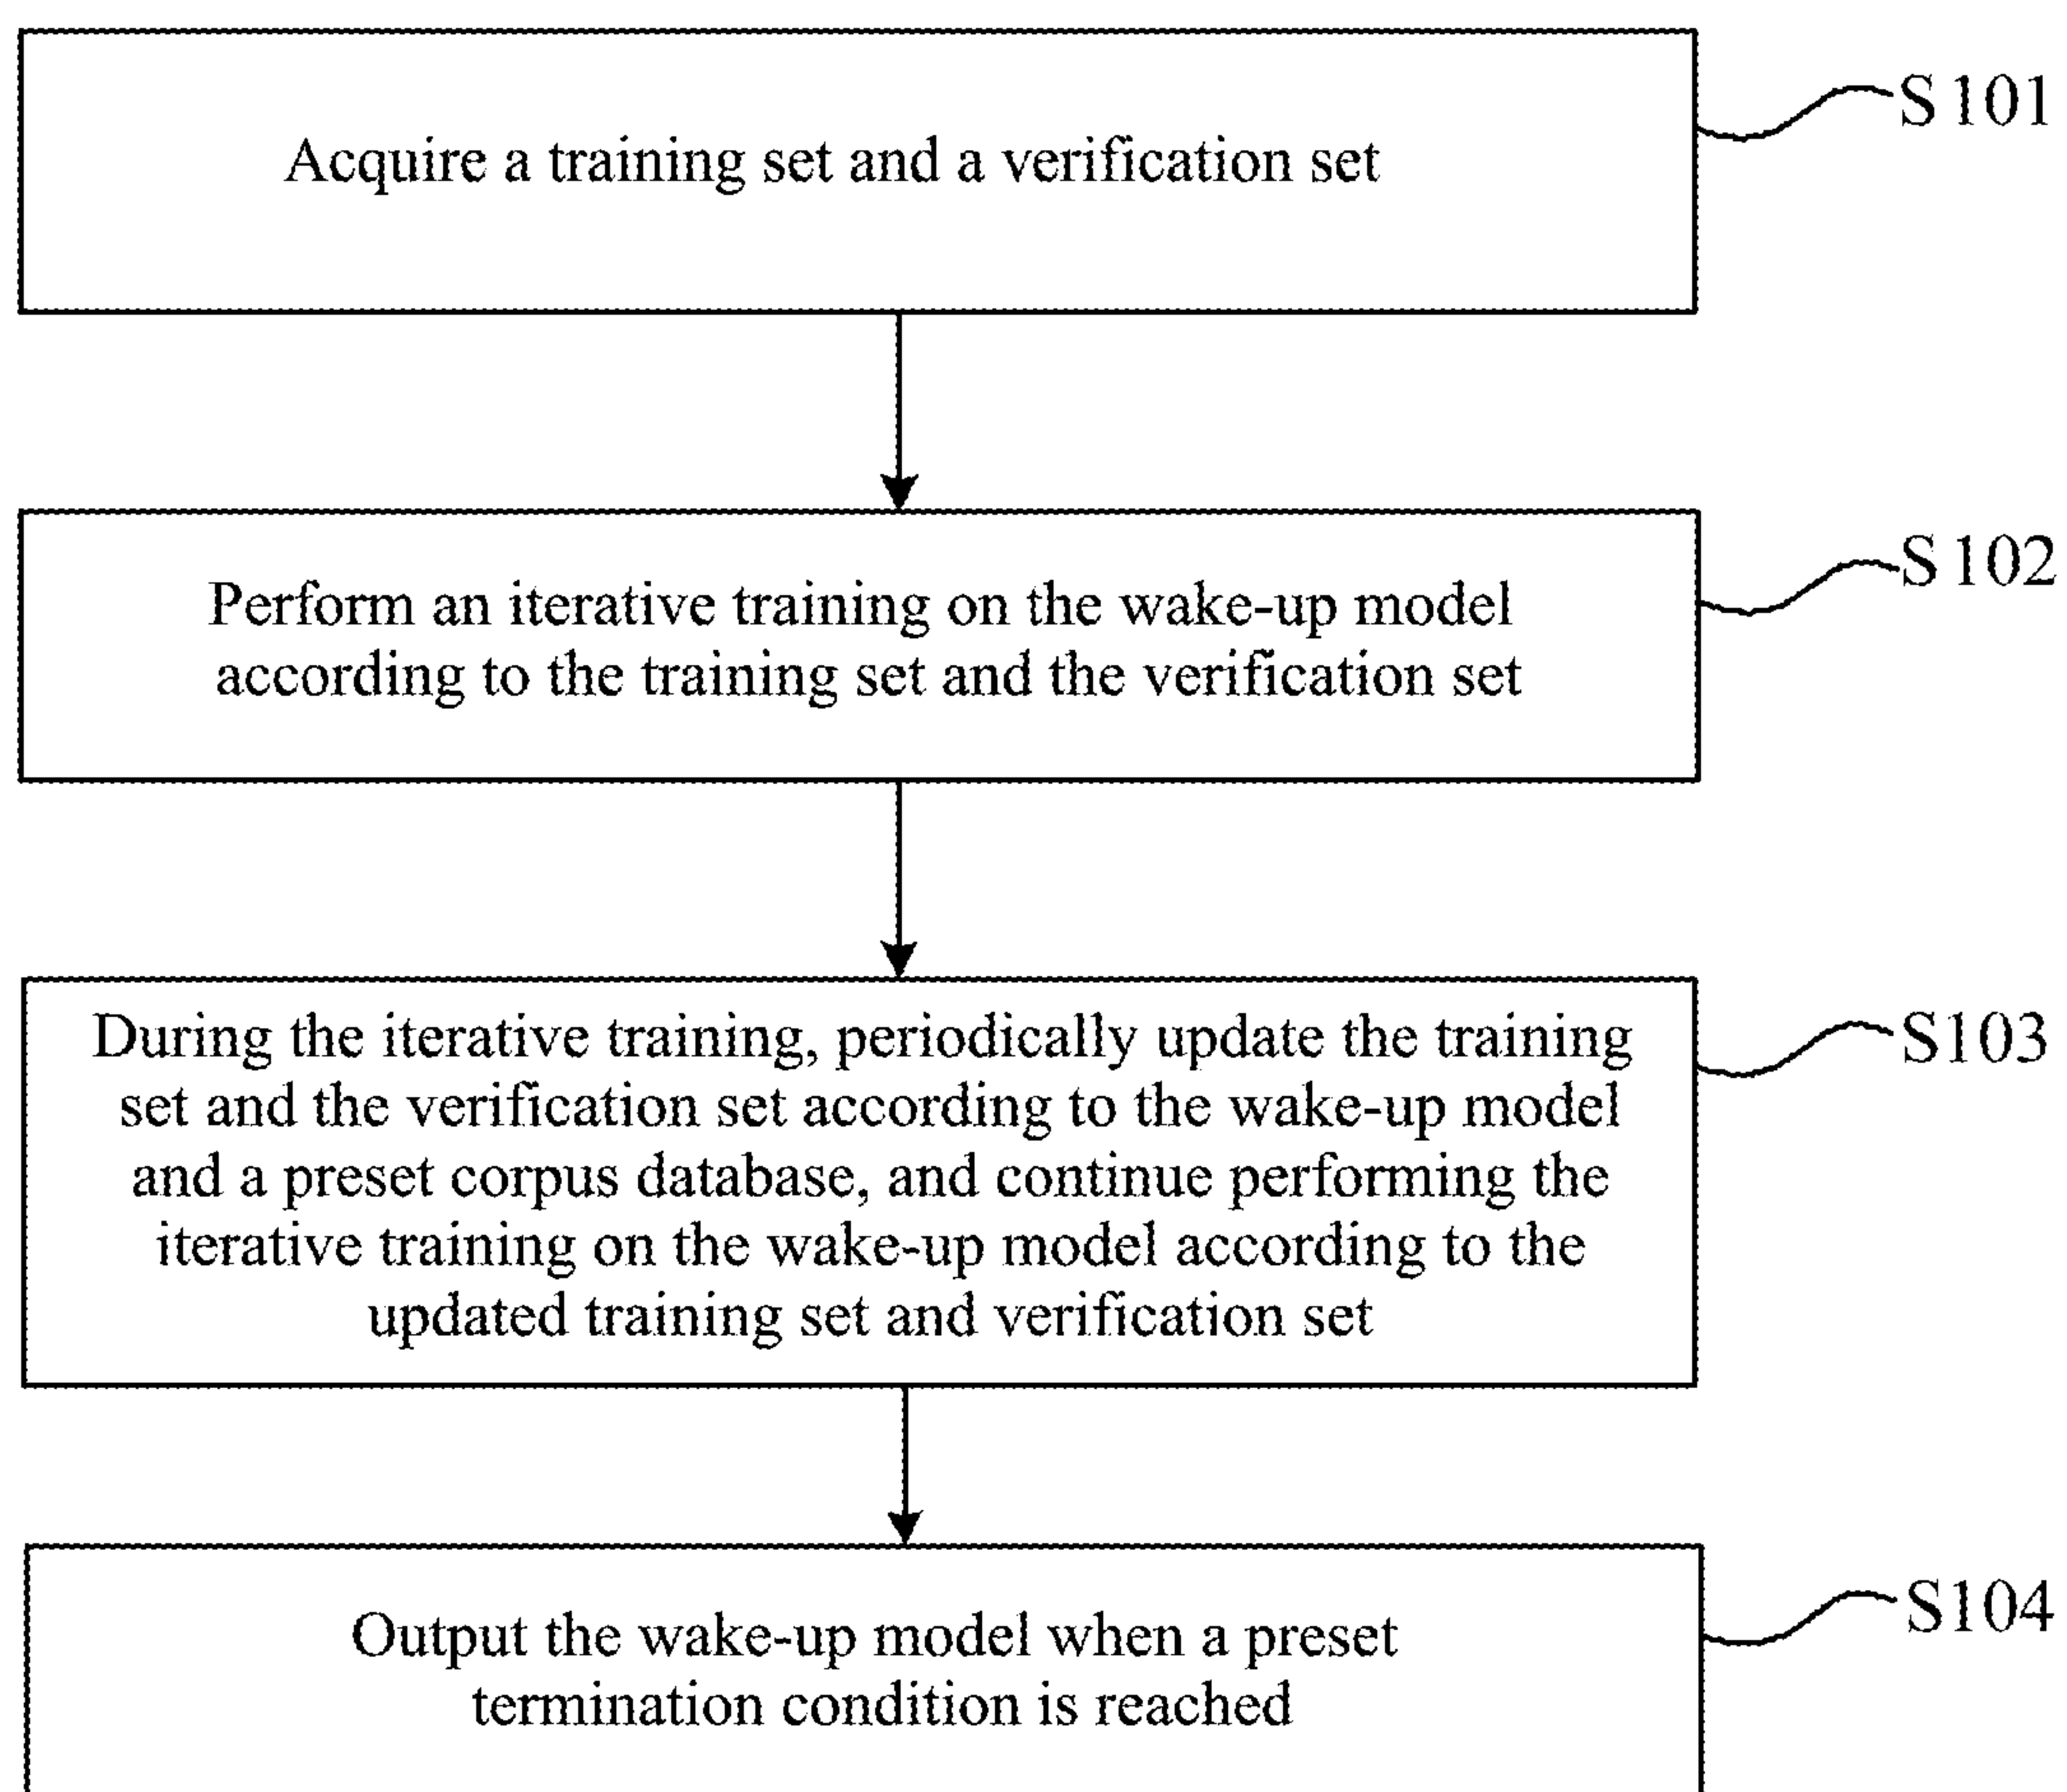 Acquire a training set and a verification set
S101
Perform an iterative training on the wake-up model
according to the training set and the verification set
S102
During the iterative training, periodically update the training
set and the verification set according to the wake-up model
and a preset corpus database, and continue performing the
iterative training on the wake-up model according to the
updated training set and verification set
S103
Output the wake-up model when a preset
termination condition is reached
S104